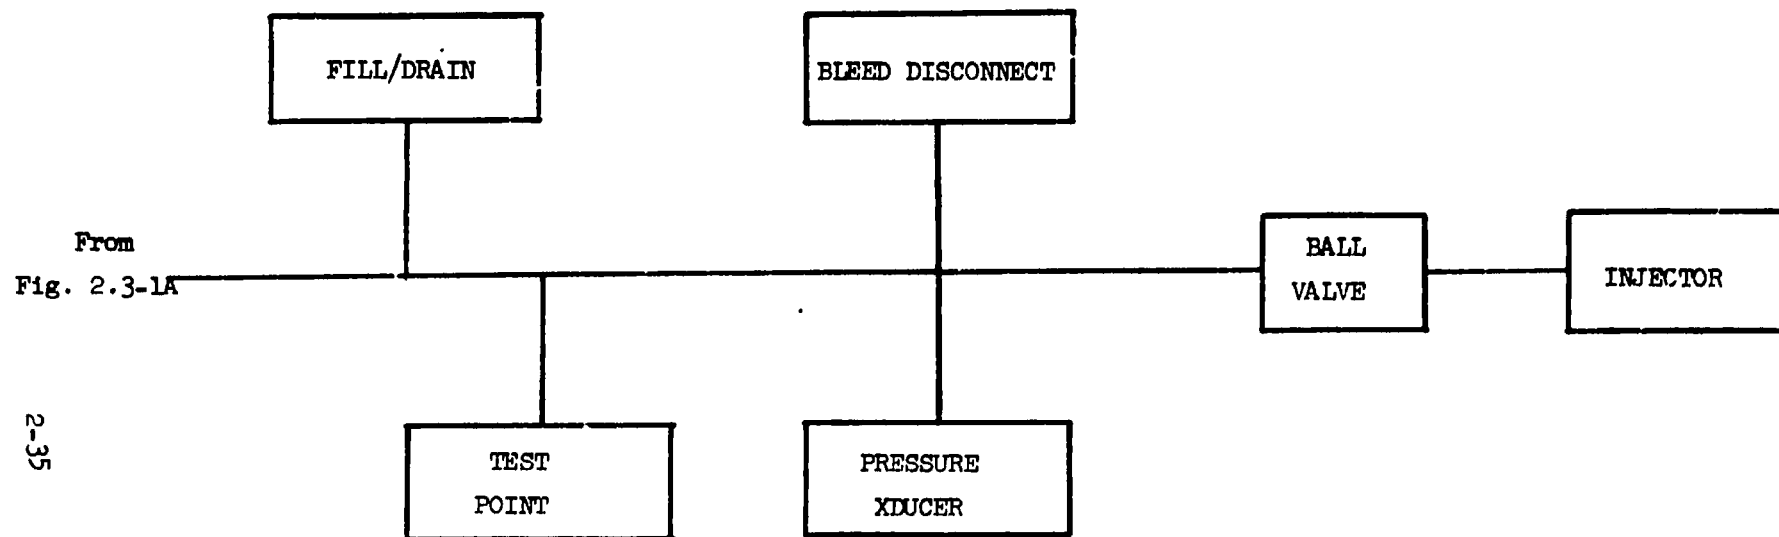 FILL/DRAIN
BLEED DISCONNECT
From
Fig. 2.3-1A
BALL
VALVE
INJECTOR
2-35
TEST
POINT
PRESSURE
XDUCER